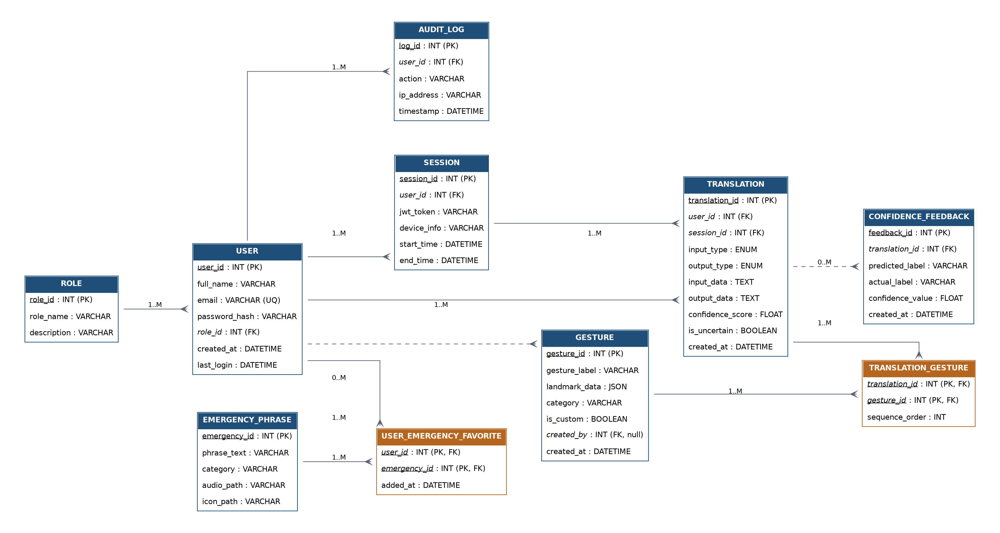 AUDIT_LOG
log_id : INT (PK)
user_id : INT (FK)
action : VARCHAR
ip_address : VARCHAR
timestamp : DATETIME
1..M
SESSION
session_id : INT (PK)
user_id : INT (FK)
jwt_token : VARCHAR
device_info : VARCHAR
start_time : DATETIME
end_time : DATETIME
1..M
1..M
TRANSLATION
translation_id : INT (PK)
user_id : INT (FK)
session_id : INT (FK)
input_type : ENUM
output_type : ENUM
input_data : TEXT
output_data : TEXT
confidence_score : FLOAT
is_uncertain : BOOLEAN
created_at : DATETIME
CONFIDENCE_FEEDBACK
feedback_id : INT (PK)
translation_id : INT (FK)
predicted_label : VARCHAR
actual_label : VARCHAR
confidence_value : FLOAT
created_at : DATETIME
0..M
1..M
USER
user_id : INT (PK)
full_name : VARCHAR
email : VARCHAR (UQ)
password_hash : VARCHAR
role_id : INT (FK)
created_at : DATETIME
last_login : DATETIME
ROLE
role_id : INT (PK)
role_name : VARCHAR
description : VARCHAR
1..M
1..M
0..M
1..M
GESTURE
gesture_id : INT (PK)
gesture_label : VARCHAR
landmark_data : JSON
category : VARCHAR
is_custom : BOOLEAN
created_by : INT (FK, null)
created_at : DATETIME
1..M
TRANSLATION_GESTURE
translation_id : INT (PK, FK)
gesture_id : INT (PK, FK)
sequence_order : INT
EMERGENCY_PHRASE
emergency_id : INT (PK)
phrase_text : VARCHAR
category : VARCHAR
audio_path : VARCHAR
icon_path : VARCHAR
1..M
USER_EMERGENCY_FAVORITE
user_id : INT (PK, FK)
emergency_id : INT (PK, FK)
added_at : DATETIME